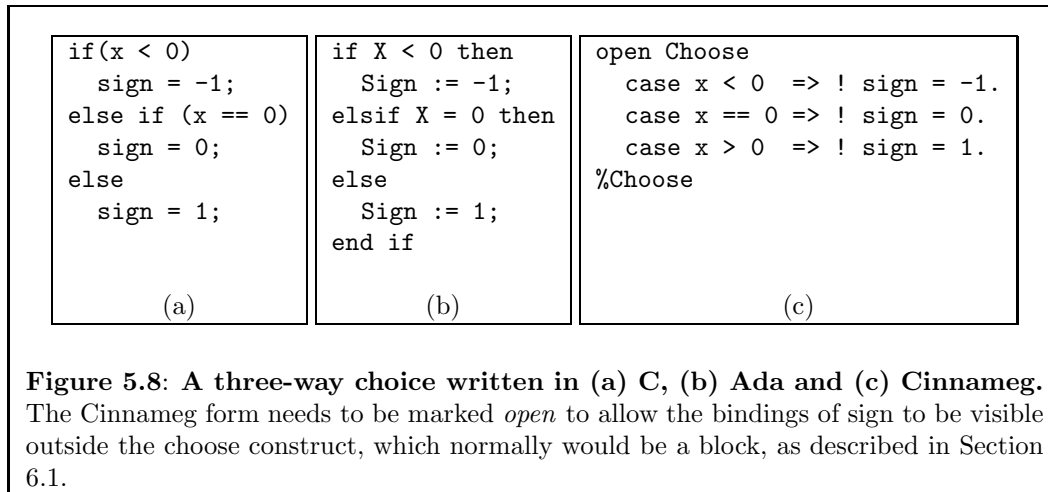 if(x < 0)
  sign = -1;
else if (x == 0)
  sign = 0;
else
  sign = 1;
(a)
if X < 0 then
  Sign := -1;
elsif X = 0 then
  Sign := 0;
else
  Sign := 1;
end if
(b)
open Choose
  case x < 0  => ! sign = -1.
  case x == 0 => ! sign = 0.
  case x > 0  => ! sign = 1.
%Choose
(c)
Figure 5.8: A three-way choice written in (a) C, (b) Ada and (c) Cinnameg.
The Cinnameg form needs to be marked open to allow the bindings of sign to be visible
outside the choose construct, which normally would be a block, as described in Section
6.1.